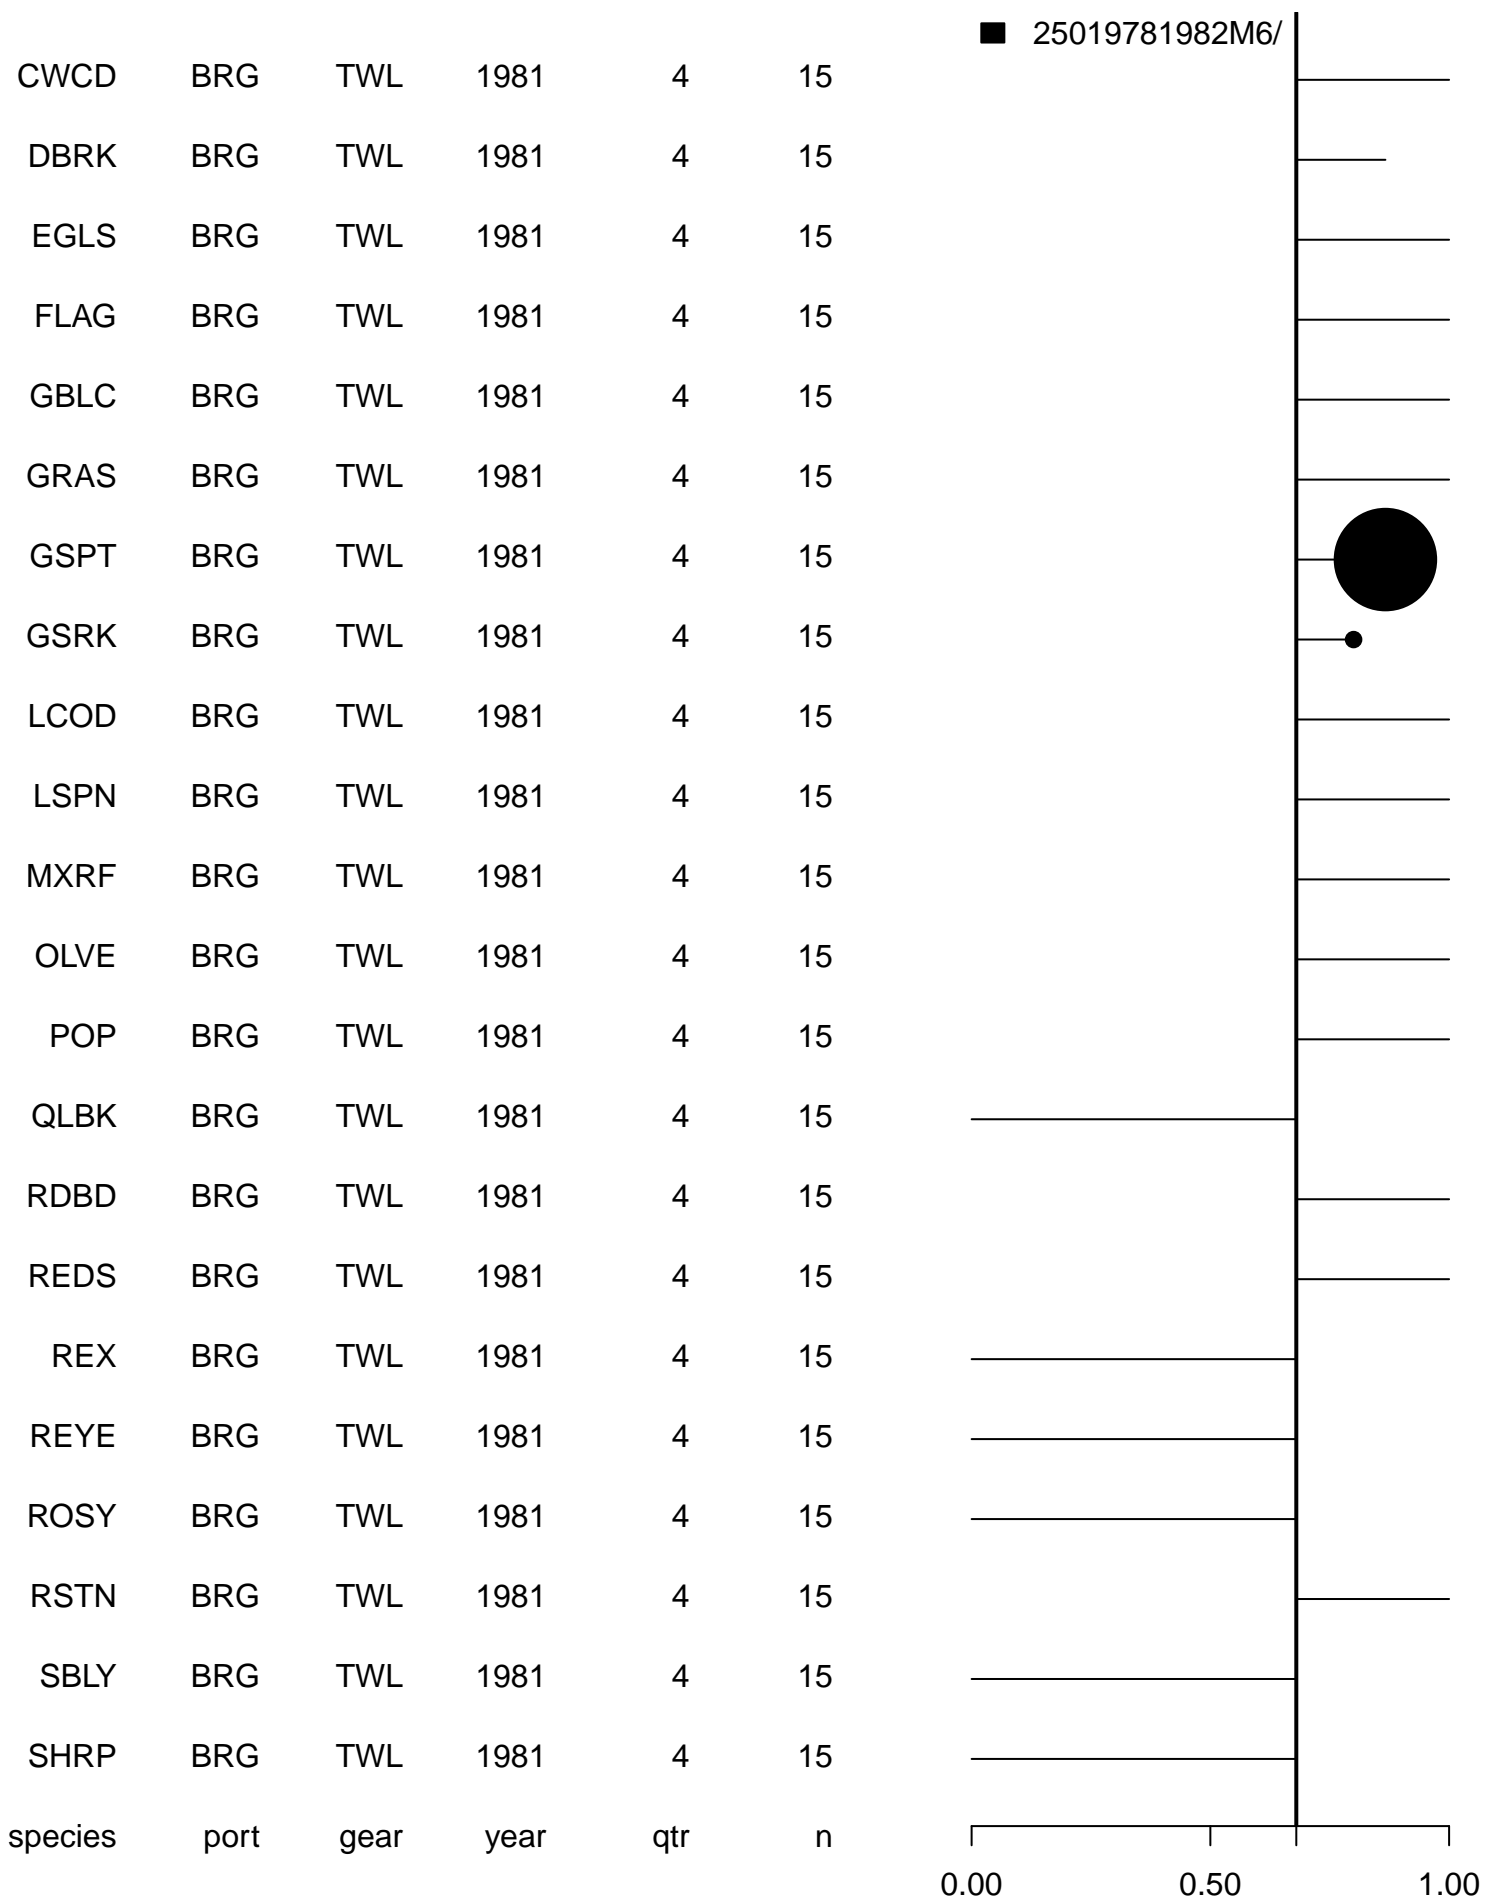 ■ 25019781982M6/
CWCD BRG TWL 1981 4 15
DBRK BRG TWL 1981 4 15
EGLS BRG TWL 1981 4 15
FLAG BRG TWL 1981 4 15
GBLC BRG TWL 1981 4 15
GRAS BRG TWL 1981 4 15
GSPT BRG TWL 1981 4 15
GSRK BRG TWL 1981 4 15
LCOD BRG TWL 1981 4 15
LSPN BRG TWL 1981 4 15
MXRF BRG TWL 1981 4 15
OLVE BRG TWL 1981 4 15
POP BRG TWL 1981 4 15
QLBK BRG TWL 1981 4 15
RDBD BRG TWL 1981 4 15
REDS BRG TWL 1981 4 15
REX BRG TWL 1981 4 15
REYE BRG TWL 1981 4 15
ROSY BRG TWL 1981 4 15
RSTN BRG TWL 1981 4 15
SBLY BRG TWL 1981 4 15
SHRP BRG TWL 1981 4 15
species port gear year qtr n
0.00 0.50 1.00